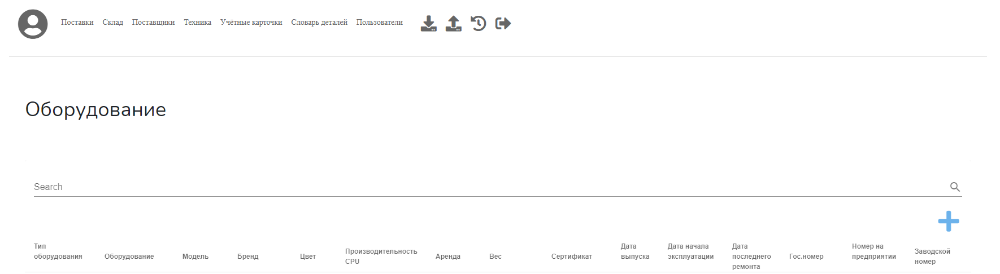 Поставки Склад Поставщики Техника Учётные карточки Словарь деталей Пользователи
Оборудование
Search
Тип оборудования
Оборудование
Модель
Бренд
Цвет
Производительность CPU
Аренда
Вес
Сертификат
Дата выпуска
Дата начала эксплуатации
Дата последнего ремонта
Гос.номер
Номер на предприятии
Заводской номер